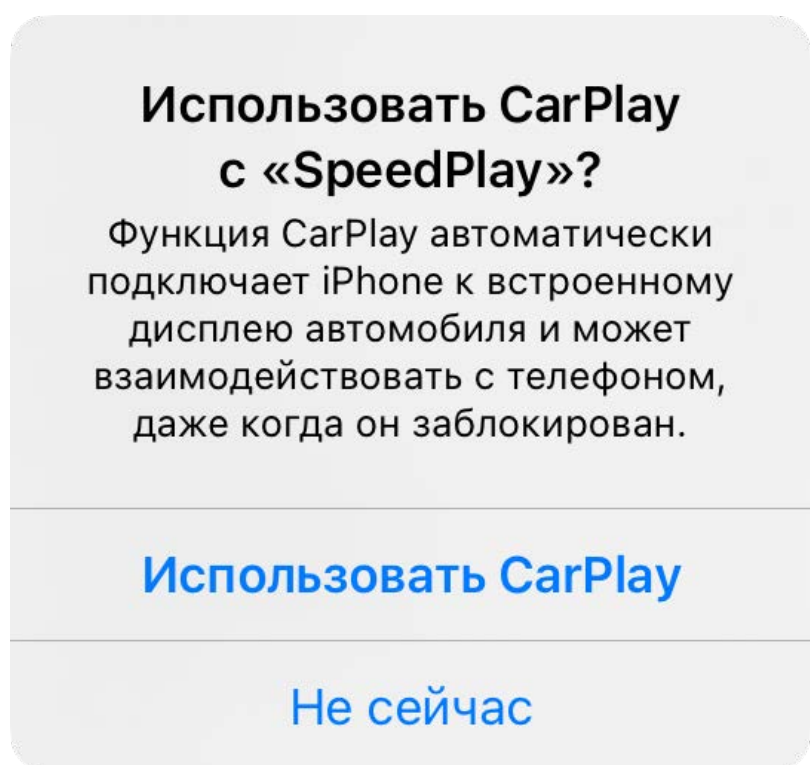 Использовать CarPlay
с «SpeedPlay»?
Функция CarPlay автоматически
подключает iPhone к встроенному
дисплею автомобиля и может
взаимодействовать с телефоном,
даже когда он заблокирован.
Использовать CarPlay
Не сейчас